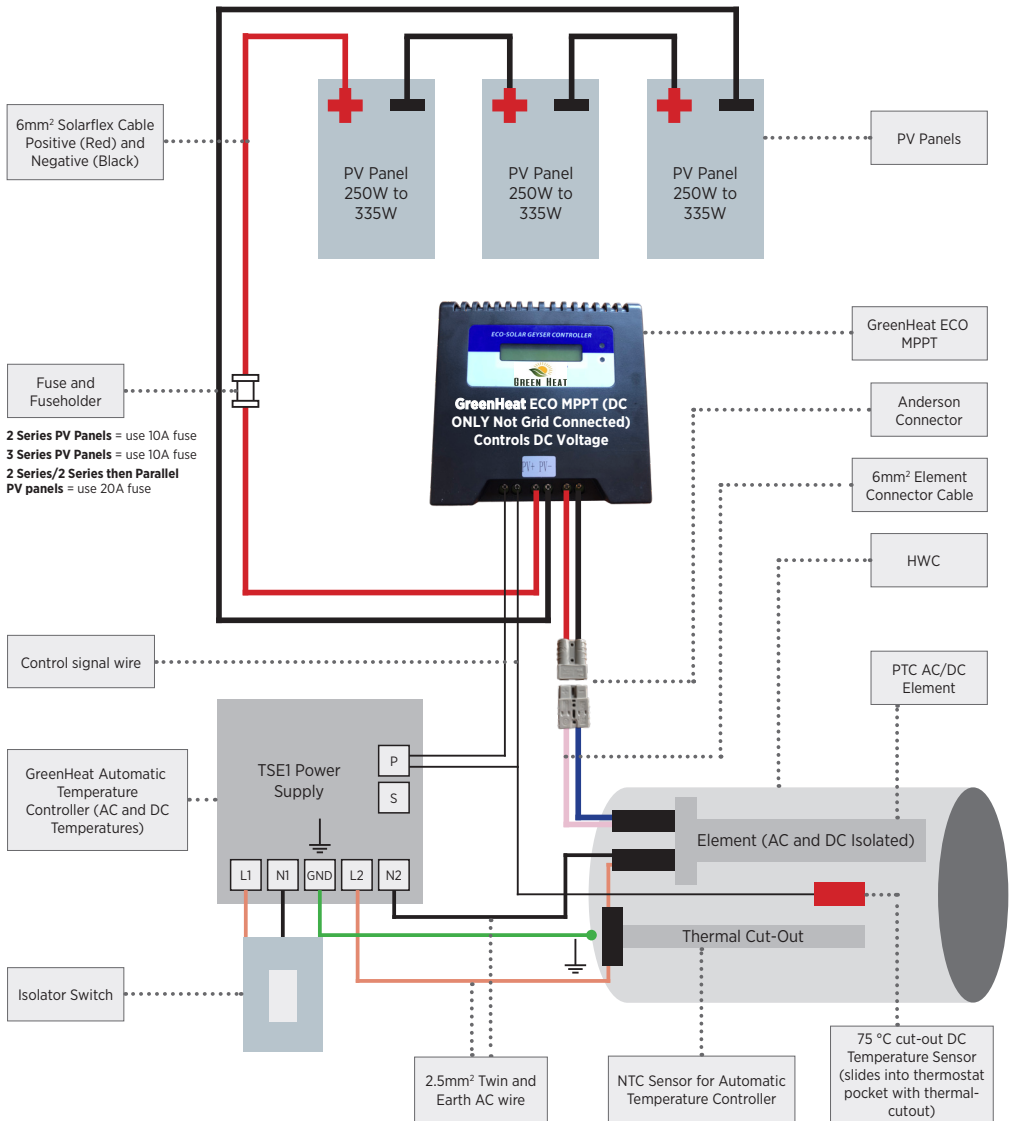 6mm² Solarflex Cable
Positive (Red) and
Negative (Black)
PV Panel
250W to
335W
PV Panel
250W to
335W
PV Panel
250W to
335W
PV Panels
ECO-SOLAR GEYSER CONTROLLER
GREEN HEAT
GreenHeat ECO MPPT (DC
ONLY Not Grid Connected)
Controls DC Voltage
PV+ PV-
GreenHeat ECO
MPPT
Fuse and
Fuseholder
2 Series PV Panels = use 10A fuse
3 Series PV Panels = use 10A fuse
2 Series/2 Series then Parallel
PV panels = use 20A fuse
Anderson
Connector
6mm² Element
Connector Cable
HWC
Control signal wire
PTC AC/DC
Element
GreenHeat Automatic
Temperature
Controller (AC and DC
Temperatures)
TSE1 Power
Supply
P
S
L1
N1
GND
L2
N2
Element (AC and DC Isolated)
Thermal Cut-Out
Isolator Switch
2.5mm² Twin and
Earth AC wire
NTC Sensor for Automatic
Temperature Controller
75 °C cut-out DC
Temperature Sensor
(slides into thermostat
pocket with thermal-
cutout)